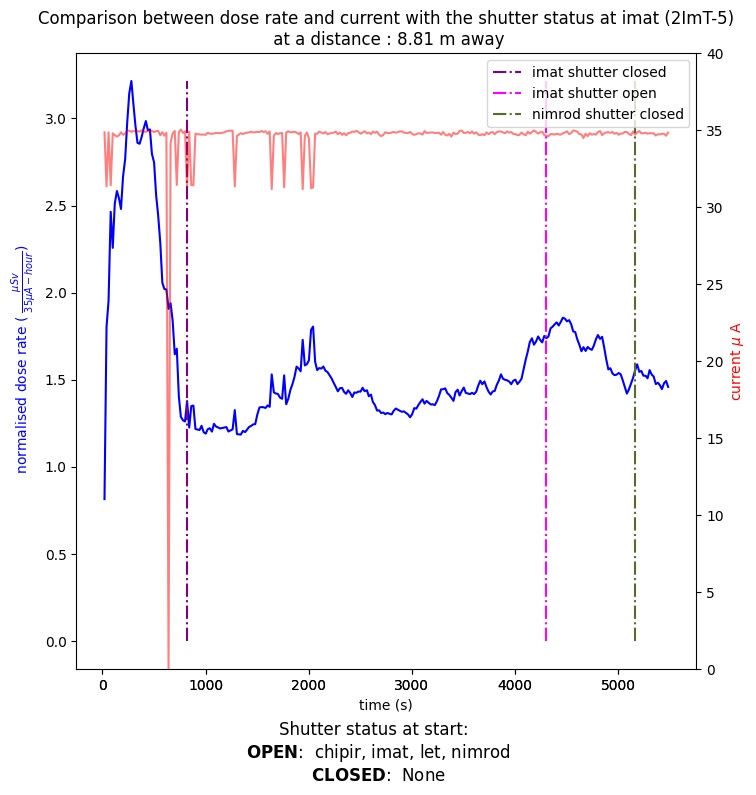 Comparison between dose rate and current with the shutter status at imat (2ImT-5)
at a distance : 8.81 m away
imat shutter closed
imat shutter open
nimrod shutter closed
3.0
2.5
2.0
1.5
1.0
0.5
0.0
normalised dose rate ( μSv / 35μA − hour )
40
35
30
25
20
15
10
5
0
current μ A
0 1000 2000 3000 4000 5000
time (s)
Shutter status at start:
OPEN: chipir, imat, let, nimrod
CLOSED: None